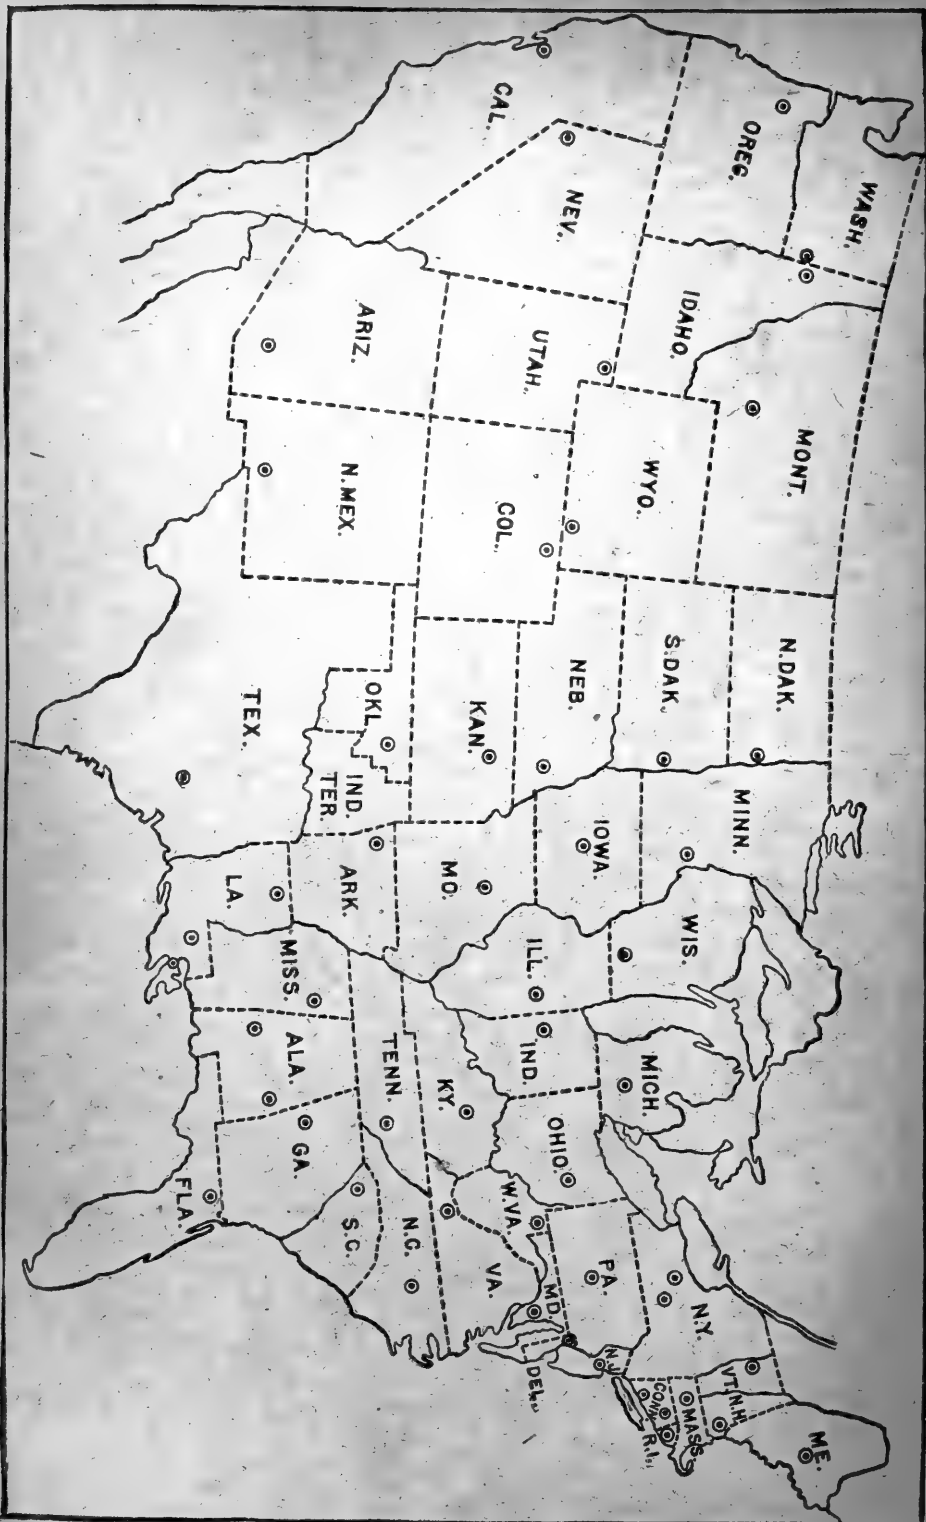 WASH.
OREG.
CAL.
NEV.
IDAHO.
MONT.
UTAH.
ARIZ.
WYO.
COL.
N.MEX.
N.DAK.
S.DAK.
NEB.
KAN.
OKL.
IND.
TER.
TEX.
MINN.
IOWA.
MO.
ARK.
LA.
WIS.
ILL.
MISS.
MICH.
IND.
KY.
TENN.
ALA.
OHIO.
GA.
FLA.
W.VA.
VA.
N.C.
S.C.
PA.
MD.
DEL.
N.J.
N.Y.
VT.
N.H.
MASS.
CONN.
R.I.
ME.